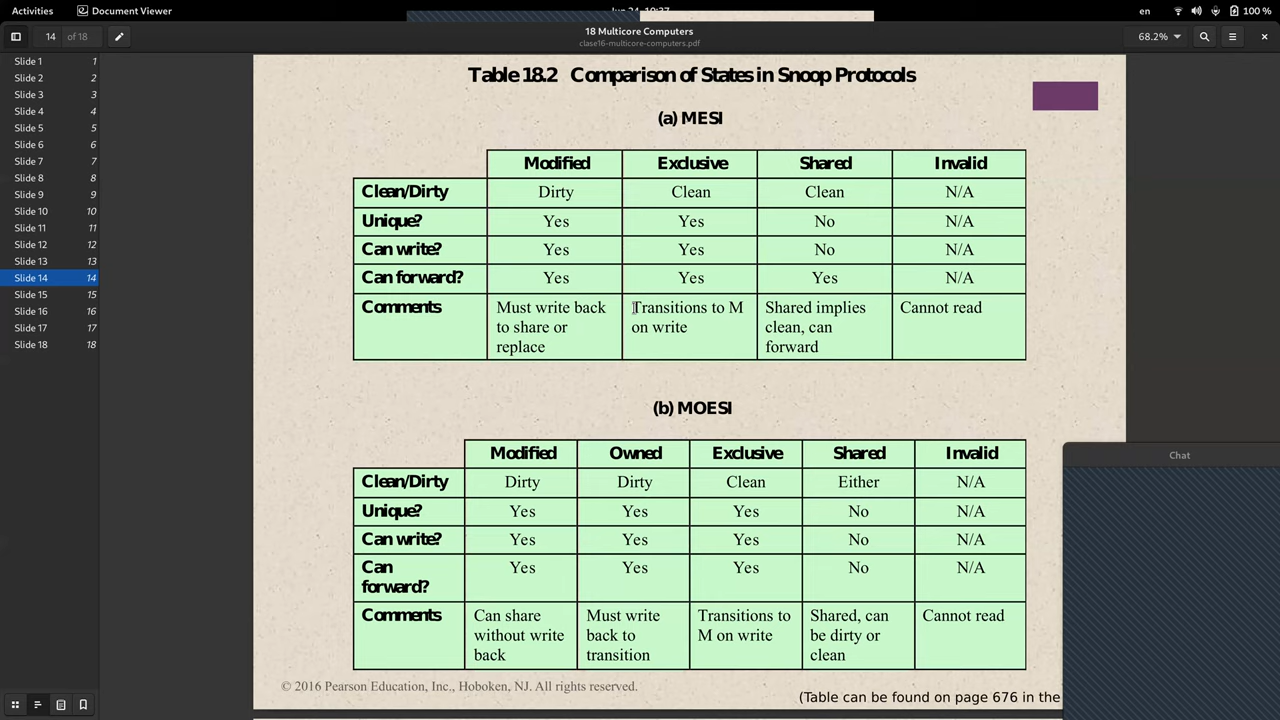 Activities Document Viewer Jun 24 10:37 en 100 %
14 of 18 18 Multicore Computers 68.2%
clase16-multicore-computers.pdf
Slide 1 1
Slide 2 2
Slide 3 3
Slide 4 4
Slide 5 5
Slide 6 6
Slide 7 7
Slide 8 8
Slide 9 9
Slide 10 10
Slide 11 11
Slide 12 12
Slide 13 13
Slide 14 14
Slide 15 15
Slide 16 16
Slide 17 17
Slide 18 18
Table 18.2 Comparison of States in Snoop Protocols
(a) MESI
Modified Exclusive Shared Invalid
Clean/Dirty Dirty Clean Clean N/A
Unique? Yes Yes No N/A
Can write? Yes Yes No N/A
Can forward? Yes Yes Yes N/A
Comments Must write back Transitions to M Shared implies Cannot read
to share or on write clean, can
replace forward
(b) MOESI
Modified Owned Exclusive Shared Invalid
Clean/Dirty Dirty Dirty Clean Either N/A
Unique? Yes Yes Yes No N/A
Can write? Yes Yes Yes No N/A
Can Yes Yes Yes No N/A
forward?
Comments Can share Must write Transitions to Shared, can Cannot read
without write back to M on write be dirty or
back transition clean
© 2016 Pearson Education, Inc., Hoboken, NJ. All rights reserved.
(Table can be found on page 676 in the
Chat